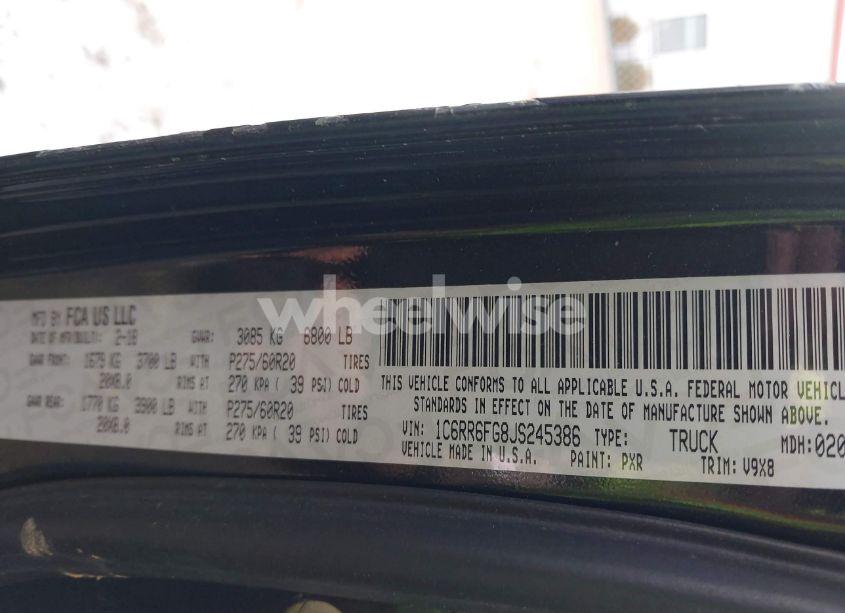 MFD BY FCA US LLC
DATE OF MFR(BUILT): 2-18 GVWR: 3085 KG 6800 LB
GAWR FRONT: 1679 KG 3700 LB WITH P275/60R20 TIRES
20X8.0 RIMS AT 270 KPA ( 39 PSI) COLD
GAWR REAR: 1770 KG 3900 LB WITH P275/60R20 TIRES
20X8.0 RIMS AT 270 KPA ( 39 PSI) COLD
wheelwise
THIS VEHICLE CONFORMS TO ALL APPLICABLE U.S.A. FEDERAL MOTOR VEHICL
STANDARDS IN EFFECT ON THE DATE OF MANUFACTURE SHOWN ABOVE.
VIN: 1C6RR6FG8JS245386 TYPE: TRUCK MDH:020
VEHICLE MADE IN U.S.A. PAINT: PXR TRIM: V9X8